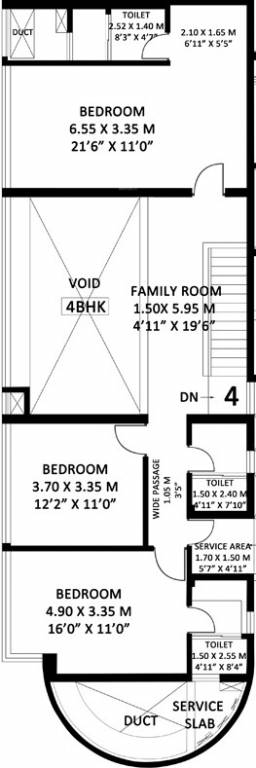 DUCT
TOILET
2.52 X 1.40 M
8'3" X 4'7"
2.10 X 1.65 M
6'11" X 5'5"
BEDROOM
6.55 X 3.35 M
21'6" X 11'0"
VOID
4BHK
FAMILY ROOM
1.50X 5.95 M
4'11" X 19'6"
DN 4
BEDROOM
3.70 X 3.35 M
12'2" X 11'0"
WIDE PASSAGE
1.05 M
3'5"
TOILET
1.50 X 2.40 M
4'11" X 7'10"
SERVICE AREA
1.70 X 1.50 M
5'7" X 4'11"
BEDROOM
4.90 X 3.35 M
16'0" X 11'0"
TOILET
1.50 X 2.55 M
4'11" X 8'4"
DUCT
SERVICE
SLAB